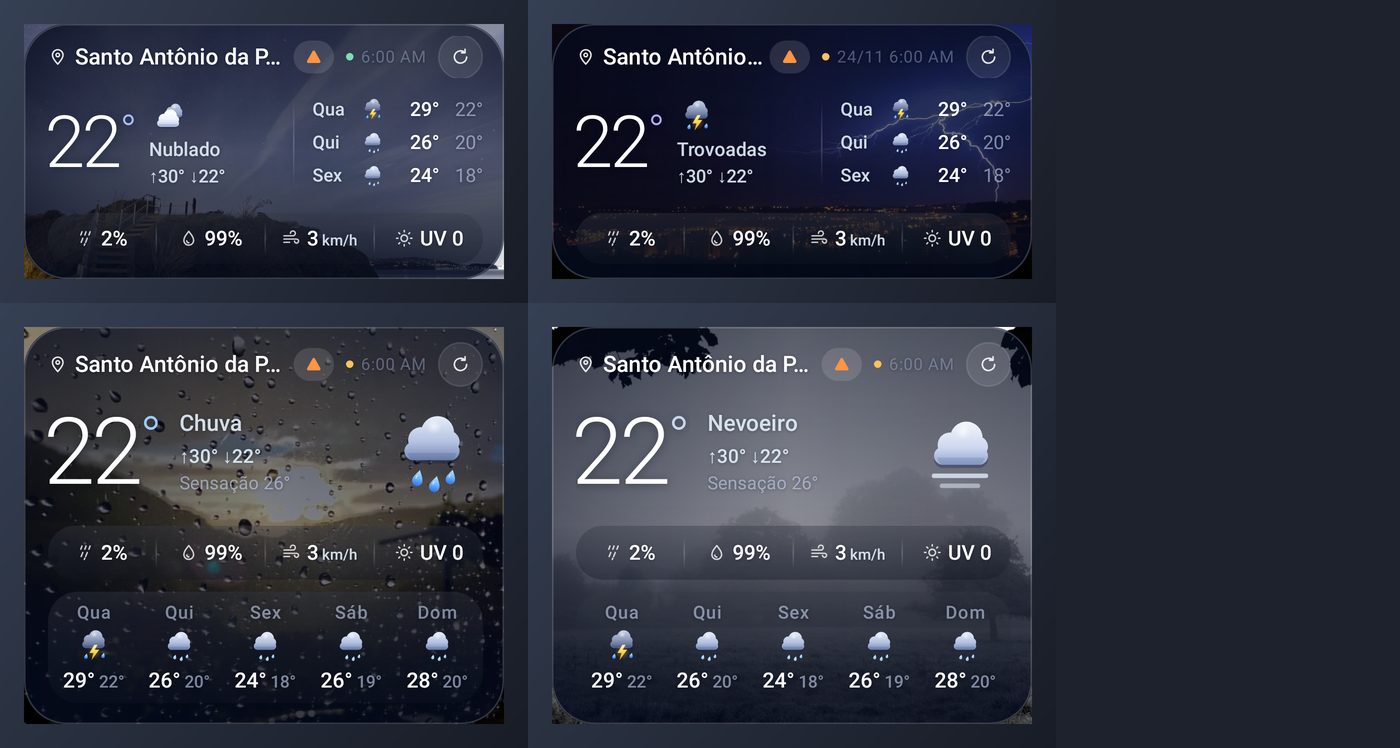 Santo Antônio da P... 6:00 AM
22°
Nublado
↑30° ↓22°
Qua 29° 22°
Qui 26° 20°
Sex 24° 18°
2% 99% 3 km/h UV 0
Santo Antônio... 24/11 6:00 AM
22°
Trovoadas
↑30° ↓22°
Qua 29° 22°
Qui 26° 20°
Sex 24° 18°
2% 99% 3 km/h UV 0
Santo Antônio da P... 6:00 AM
22°
Chuva
↑30° ↓22°
Sensação 26°
2% 99% 3 km/h UV 0
Qua Qui Sex Sáb Dom
29° 22° 26° 20° 24° 18° 26° 19° 28° 20°
Santo Antônio da P... 6:00 AM
22°
Nevoeiro
↑30° ↓22°
Sensação 26°
2% 99% 3 km/h UV 0
Qua Qui Sex Sáb Dom
29° 22° 26° 20° 24° 18° 26° 19° 28° 20°